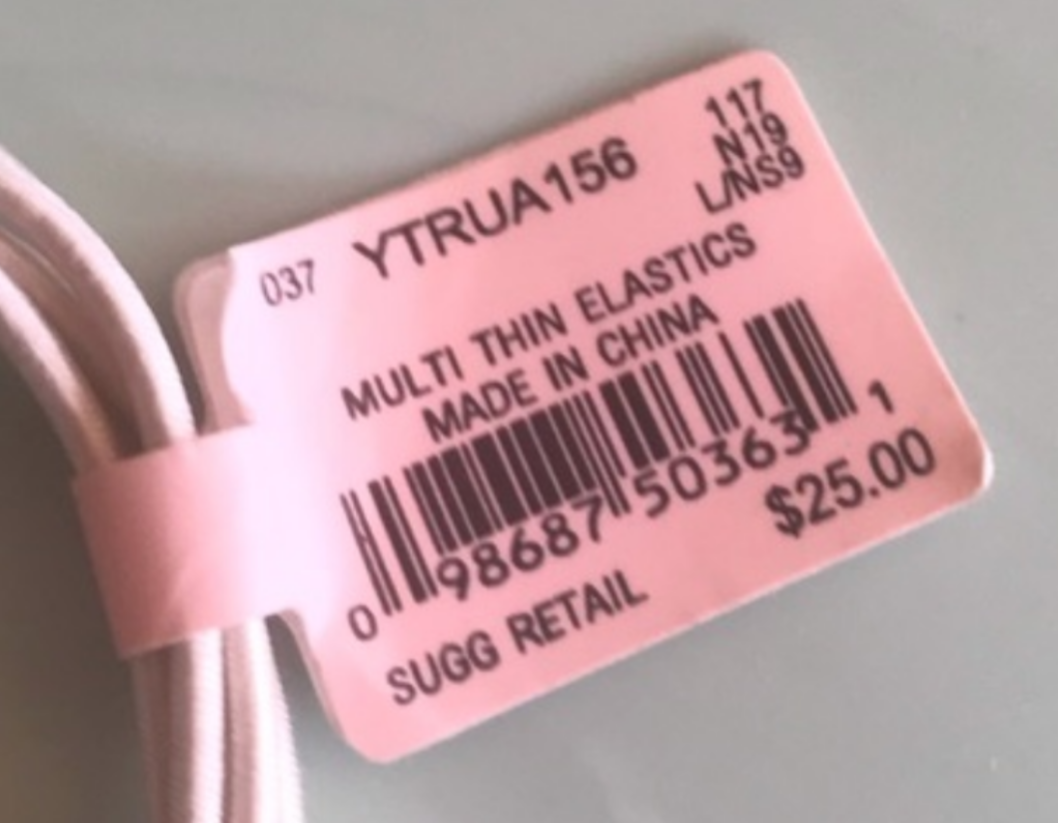 117
N19
L/NS9
037 YTRUA156
MULTI THIN ELASTICS
MADE IN CHINA
0 98687 50363 1
$25.00
SUGG RETAIL